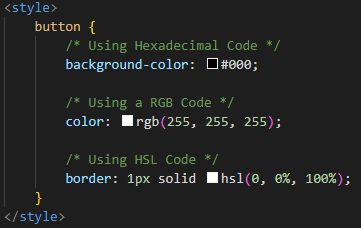 <style>
button {
/* Using Hexadecimal Code */
background-color: #000;
/* Using a RGB Code */
color: rgb(255, 255, 255);
/* Using HSL Code */
border: 1px solid hsl(0, 0%, 100%);
}
</style>